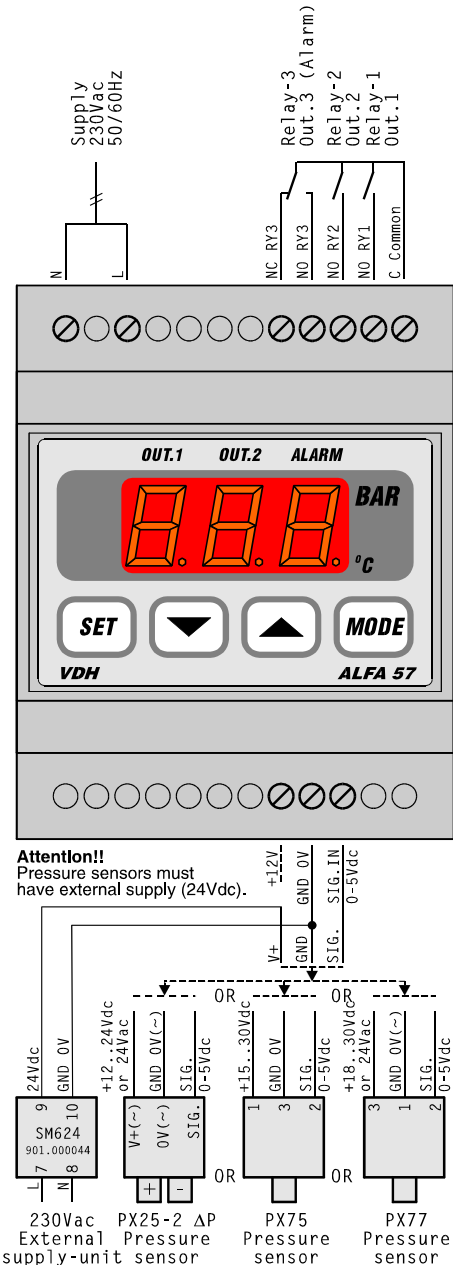 Supply
230Vac
50/60Hz
Relay-3
Out.3 (Alarm)
Relay-2
Out.2
Relay-1
Out.1
N
L
NC RY3
NO RY3
NO RY2
NO RY1
C Common
OUT.1 OUT.2 ALARM
8.8.8. BAR
°C
SET MODE
VDH ALFA 57
Attention!!
Pressure sensors must
have external supply (24Vdc).
+12V
GND 0V
SIG.IN
0-5Vdc
V+
GND
SIG.
OR OR
24Vdc
GND 0V
+12..24Vdc
or 24Vac
GND 0V(~)
SIG.
0-5Vdc
+15..30Vdc
GND 0V
SIG.
0-5Vdc
+18..30Vdc
or 24Vac
GND 0V(~)
SIG.
0-5Vdc
9 10
SM624
901.000044
7 8
L N
V+(~)
0V(~)
SIG.
+ -
1 3 2
3 1 2
OR OR
230Vac
External
supply-unit
PX25-2 ΔP
Pressure
sensor
PX75
Pressure
sensor
PX77
Pressure
sensor